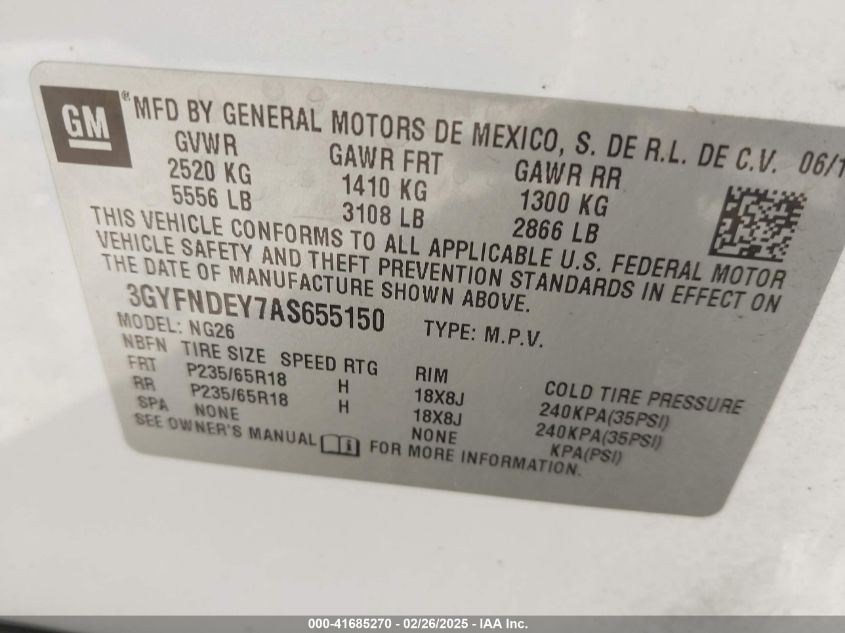 GM ® MFD BY GENERAL MOTORS DE MEXICO, S. DE R.L. DE C.V. 06/1
GVWR GAWR FRT GAWR RR
2520 KG 1410 KG 1300 KG
5556 LB 3108 LB 2866 LB
THIS VEHICLE CONFORMS TO ALL APPLICABLE U.S. FEDERAL MOTOR
VEHICLE SAFETY AND THEFT PREVENTION STANDARDS IN EFFECT ON
THE DATE OF MANUFACTURE SHOWN ABOVE.
3GYFNDEY7AS655150 TYPE: M.P.V.
MODEL: NG26
NBFN TIRE SIZE SPEED RTG RIM COLD TIRE PRESSURE
FRT P235/65R18 H 18X8J 240KPA(35PSI)
RR P235/65R18 H 18X8J 240KPA(35PSI)
SPA NONE NONE KPA(PSI)
SEE OWNER'S MANUAL i FOR MORE INFORMATION.
000-41685270 - 02/26/2025 - IAA Inc.